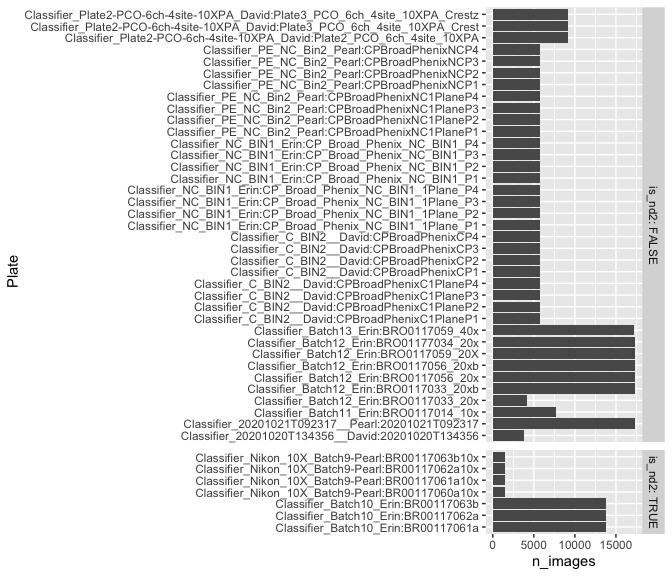 Classifier_Plate2-PCO-6ch-4site-10XPA_David:Plate3_PCO_6ch_4site_10XPA_Crestz
Classifier_Plate2-PCO-6ch-4site-10XPA_David:Plate3_PCO_6ch_4site_10XPA_Crest
Classifier_Plate2-PCO-6ch-4site-10XPA_David:Plate2_PCO_6ch_4site_10XPA
Classifier_PE_NC_Bin2_Pearl:CPBroadPhenixNCP4
Classifier_PE_NC_Bin2_Pearl:CPBroadPhenixNCP3
Classifier_PE_NC_Bin2_Pearl:CPBroadPhenixNCP2
Classifier_PE_NC_Bin2_Pearl:CPBroadPhenixNCP1
Classifier_PE_NC_Bin2_Pearl:CPBroadPhenixNC1PlaneP4
Classifier_PE_NC_Bin2_Pearl:CPBroadPhenixNC1PlaneP3
Classifier_PE_NC_Bin2_Pearl:CPBroadPhenixNC1PlaneP2
Classifier_PE_NC_Bin2_Pearl:CPBroadPhenixNC1PlaneP1
Classifier_NC_BIN1_Erin:CP_Broad_Phenix_NC_BIN1_P4
Classifier_NC_BIN1_Erin:CP_Broad_Phenix_NC_BIN1_P3
Classifier_NC_BIN1_Erin:CP_Broad_Phenix_NC_BIN1_P2
Classifier_NC_BIN1_Erin:CP_Broad_Phenix_NC_BIN1_P1
Classifier_NC_BIN1_Erin:CP_Broad_Phenix_NC_BIN1_1Plane_P4
Classifier_NC_BIN1_Erin:CP_Broad_Phenix_NC_BIN1_1Plane_P3
Classifier_NC_BIN1_Erin:CP_Broad_Phenix_NC_BIN1_1Plane_P2
Classifier_NC_BIN1_Erin:CP_Broad_Phenix_NC_BIN1_1Plane_P1
Classifier_C_BIN2__David:CPBroadPhenixCP4
Classifier_C_BIN2__David:CPBroadPhenixCP3
Classifier_C_BIN2__David:CPBroadPhenixCP2
Classifier_C_BIN2__David:CPBroadPhenixCP1
Classifier_C_BIN2__David:CPBroadPhenixC1PlaneP4
Classifier_C_BIN2__David:CPBroadPhenixC1PlaneP3
Classifier_C_BIN2__David:CPBroadPhenixC1PlaneP2
Classifier_C_BIN2__David:CPBroadPhenixC1PlaneP1
Classifier_Batch13_Erin:BRO0117059_40x
Classifier_Batch12_Erin:BRO01177034_20x
Classifier_Batch12_Erin:BRO0117059_20X
Classifier_Batch12_Erin:BRO0117056_20xb
Classifier_Batch12_Erin:BRO0117056_20x
Classifier_Batch12_Erin:BRO0117033_20xb
Classifier_Batch12_Erin:BRO0117033_20x
Classifier_Batch11_Erin:BRO0117014_10x
Classifier_20201021T092317__Pearl:20201021T092317
Classifier_20201020T134356__David:20201020T134356
is_nd2: FALSE
Classifier_Nikon_10X_Batch9-Pearl:BR00117063b10x
Classifier_Nikon_10X_Batch9-Pearl:BR00117062a10x
Classifier_Nikon_10X_Batch9-Pearl:BR00117061a10x
Classifier_Nikon_10X_Batch9-Pearl:BR00117060a10x
Classifier_Batch10_Erin:BR00117063b
Classifier_Batch10_Erin:BR00117062a
Classifier_Batch10_Erin:BR00117061a
is_nd2: TRUE
Plate
0 5000 10000 15000
n_images